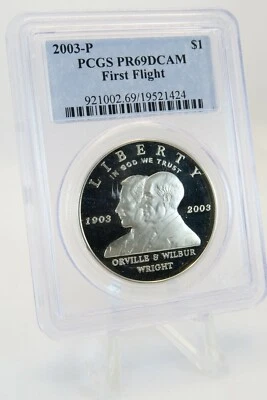 2003-P $1
PCGS PR69DCAM
First Flight
921002.69/19521424
LIBERTY
IN GOD WE TRUST
1903 2003
ORVILLE & WILBUR
WRIGHT